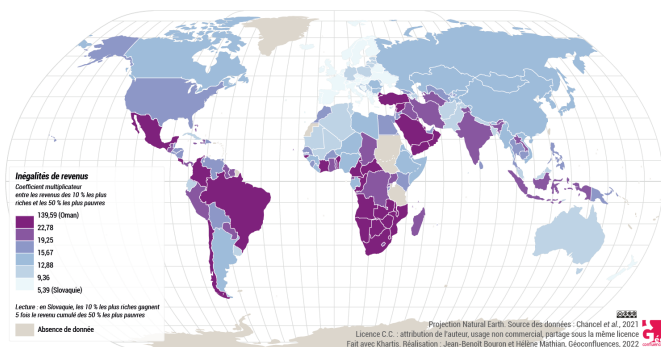 Inégalités de revenus
Coefficient multiplicateur
entre les revenus des 10 % les plus
riches et les 50 % les plus pauvres
139,59 (Oman)
22,78
19,25
15,67
12,88
9,36
5,39 (Slovaquie)
Lecture : en Slovaquie, les 10 % les plus riches gagnent
5 fois le revenu cumulé des 50 % les plus pauvres
Absence de donnée
Projection Natural Earth. Source des données : Chancel et al., 2021
Licence C.C. : attribution de l'auteur, usage non commercial, partage sous la même licence
Fait avec Khartis. Réalisation : Jean-Benoît Bouron et Hélène Mathian, Géoconfluences, 2022